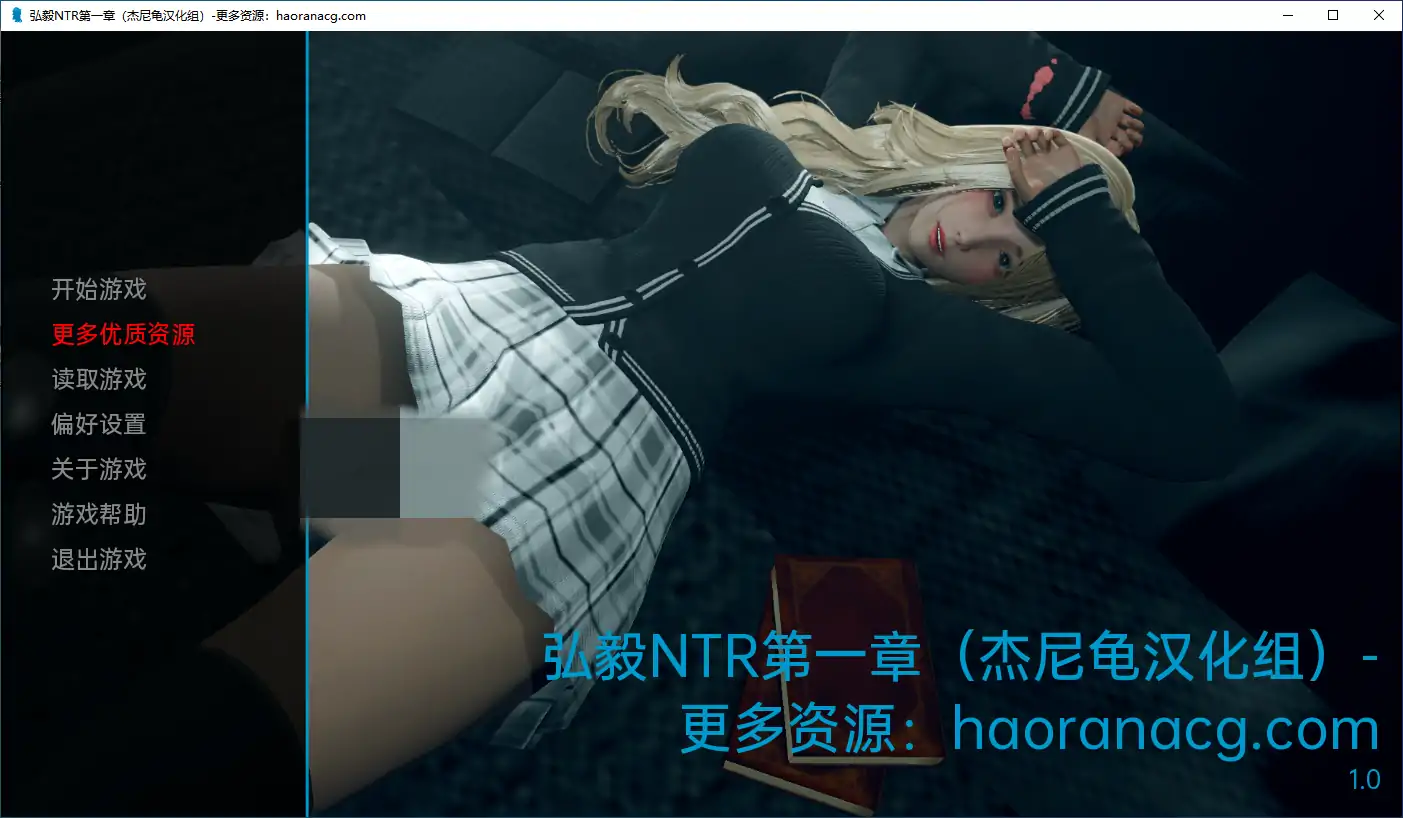 弘毅NTR第一章（杰尼龟汉化组）-更多资源：haoranacg.com
开始游戏
更多优质资源
读取游戏
偏好设置
关于游戏
游戏帮助
退出游戏
弘毅NTR第一章（杰尼龟汉化组）-
更多资源：haoranacg.com
1.0